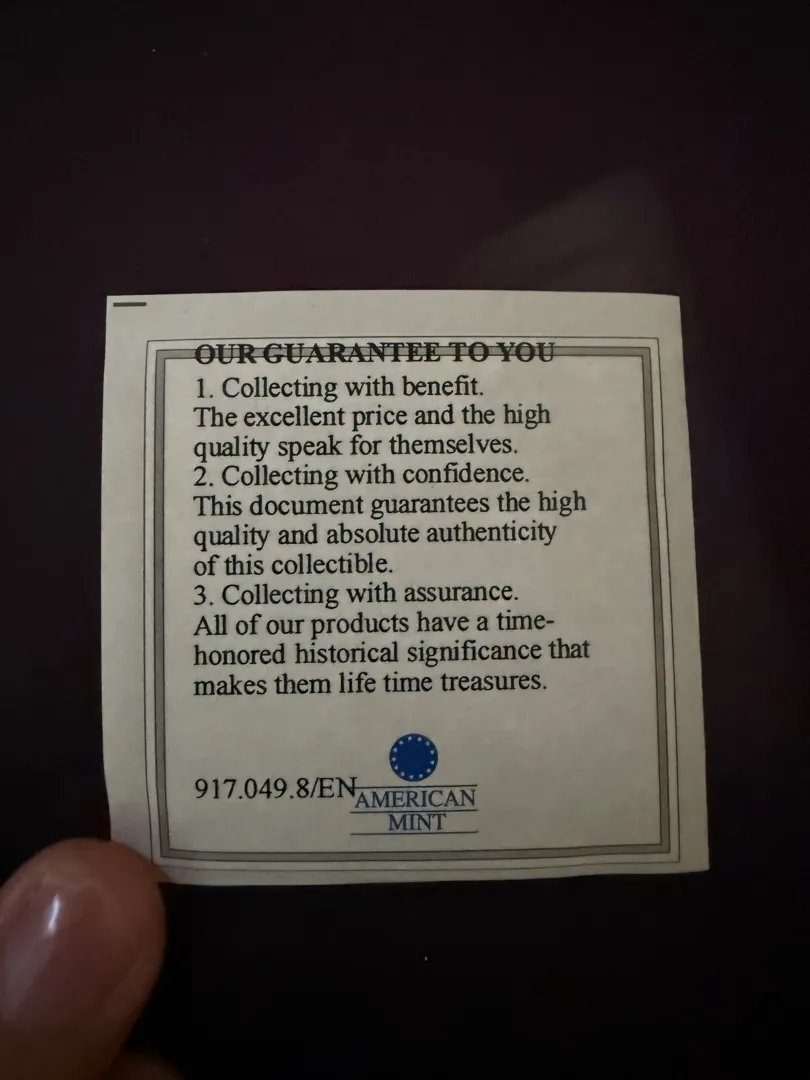 OUR GUARANTEE TO YOU
1. Collecting with benefit.
The excellent price and the high
quality speak for themselves.
2. Collecting with confidence.
This document guarantees the high
quality and absolute authenticity
of this collectible.
3. Collecting with assurance.
All of our products have a time-
honored historical significance that
makes them life time treasures.
917.049.8/EN
AMERICAN
MINT